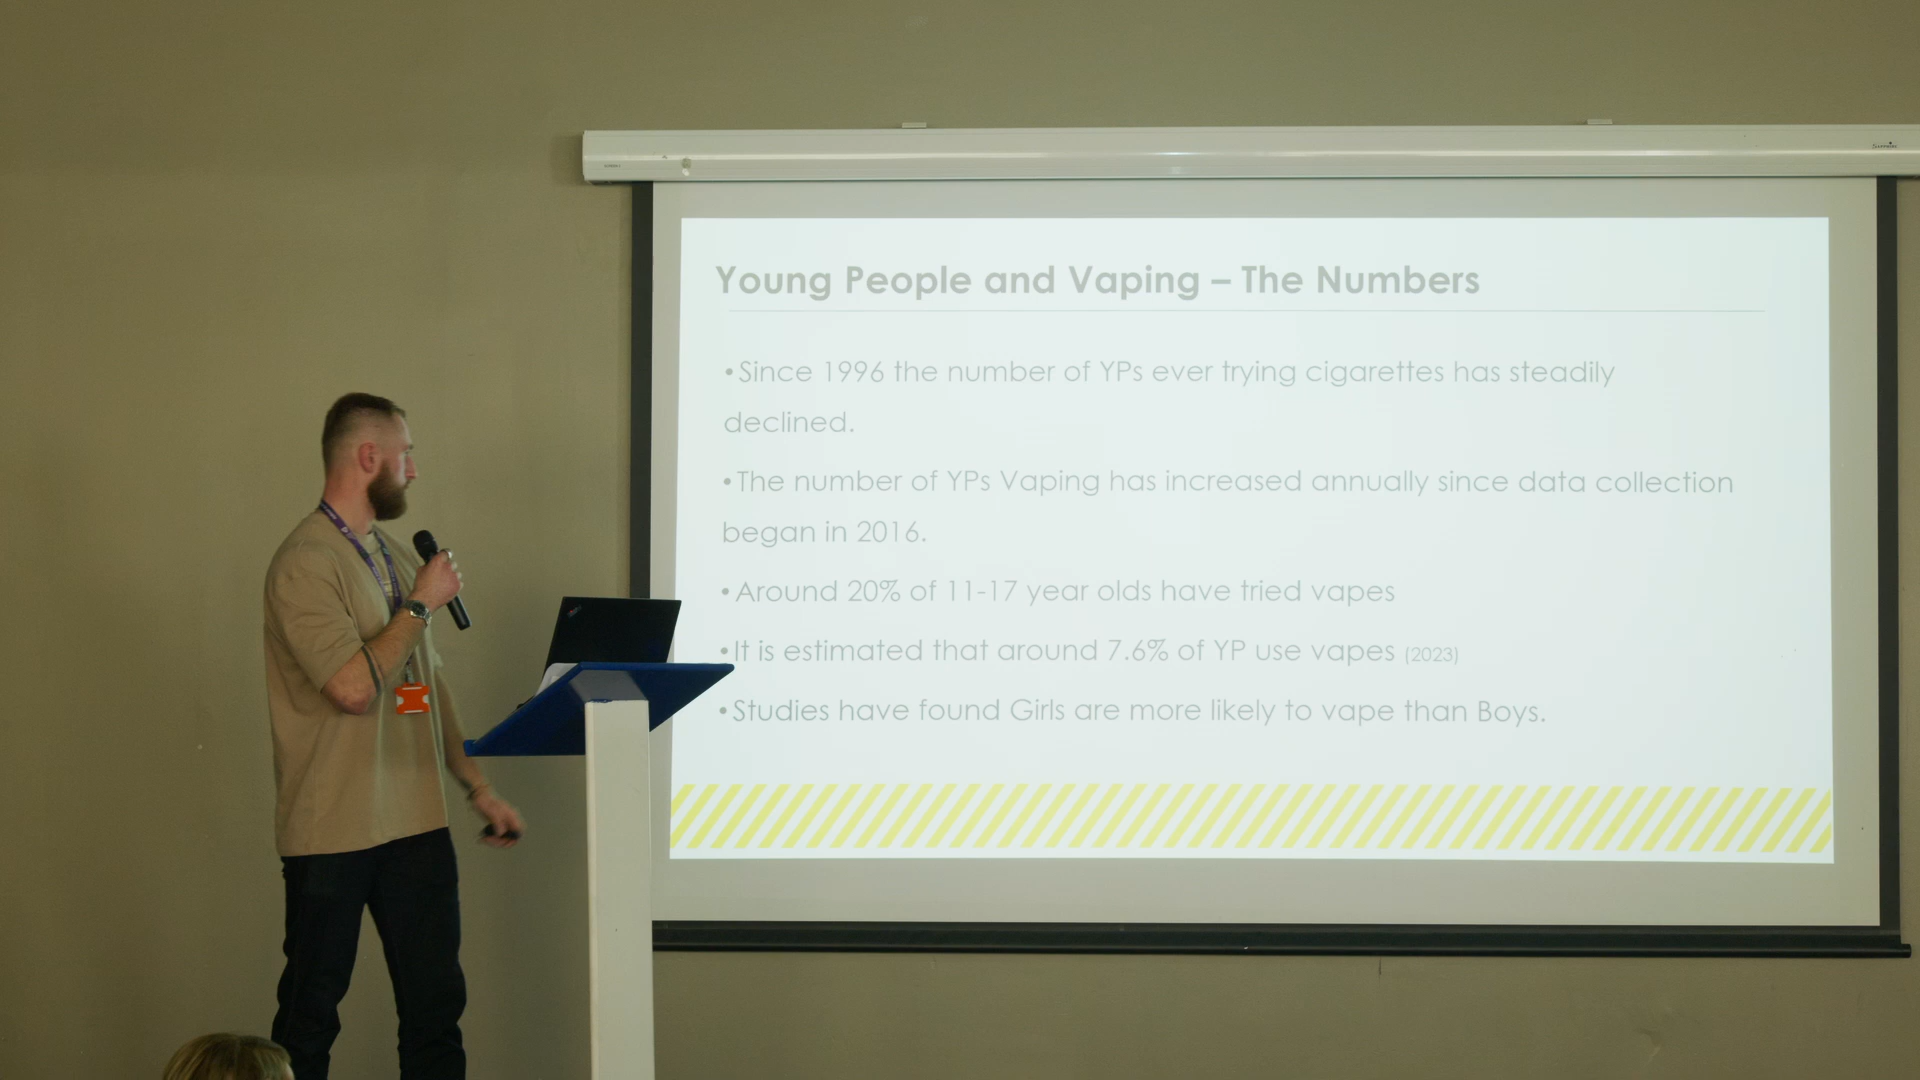 Young People and Vaping – The Numbers
•Since 1996 the number of YPs ever trying cigarettes has steadily
declined.
•The number of YPs Vaping has increased annually since data collection
began in 2016.
•Around 20% of 11-17 year olds have tried vapes
•It is estimated that around 7.6% of YP use vapes (2023)
•Studies have found Girls are more likely to vape than Boys.